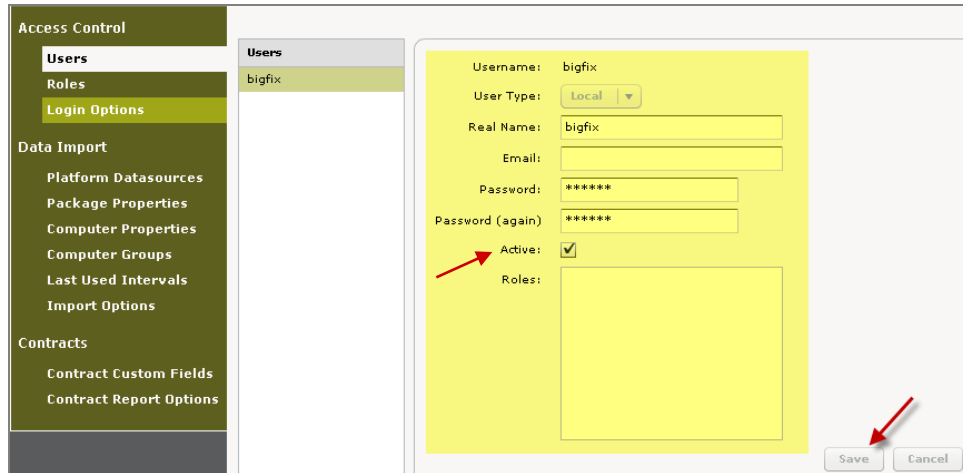 Access Control
Users
Roles
Login Options
Data Import
Platform Datasources
Package Properties
Computer Properties
Computer Groups
Last Used Intervals
Import Options
Contracts
Contract Custom Fields
Contract Report Options
Users
bigfix
Username: bigfix
User Type: Local
Real Name: bigfix
Email:
Password: ******
Password (again) ******
Active:
Roles:
Save Cancel